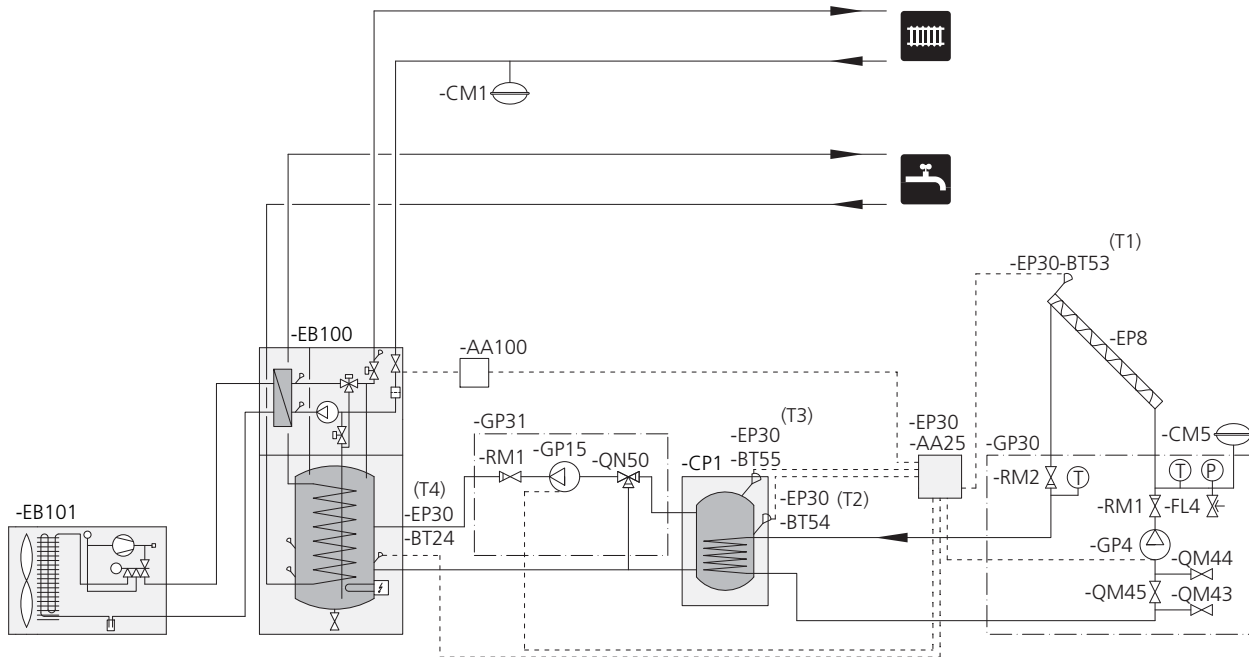 -CM1
(T1)
-EP30-BT53
-EP8
-EB100
-AA100
-GP31
-GP15
-RM1
-QN50
(T3)
-EP30
-BT55
-CP1
-EP30 (T2)
-BT54
-EP30
-AA25
-GP30
-CM5
-RM2
T
T
P
-RM1
-FL4
(T4)
-EP30
-BT24
-EB101
-GP4
-QM44
-QM45
-QM43